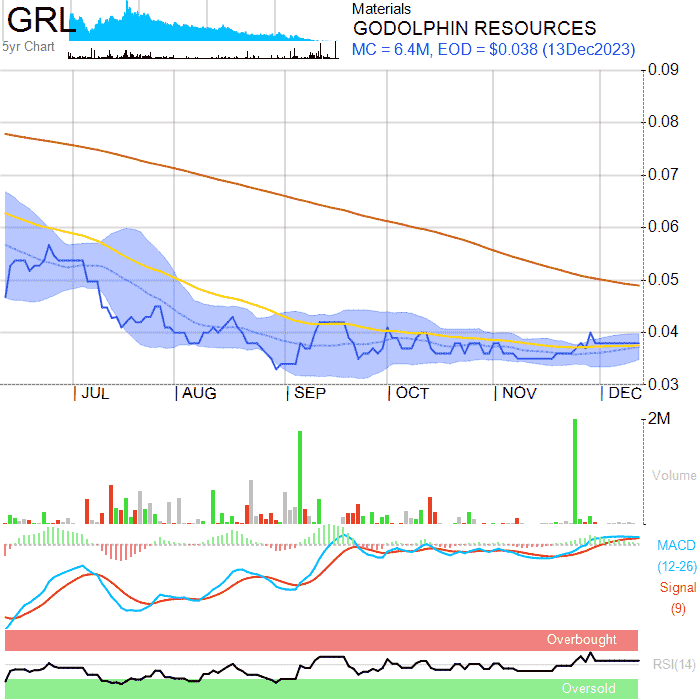 GRL
5yr Chart
Materials
GODOLPHIN RESOURCES
MC = 6.4M, EOD = $0.038 (13Dec2023)
0.09
0.08
0.07
0.06
0.05
0.04
0.03
JUL AUG SEP OCT NOV DEC
2M
Volume
MACD
(12-26)
Signal
(9)
Overbought
RSI(14)
Oversold